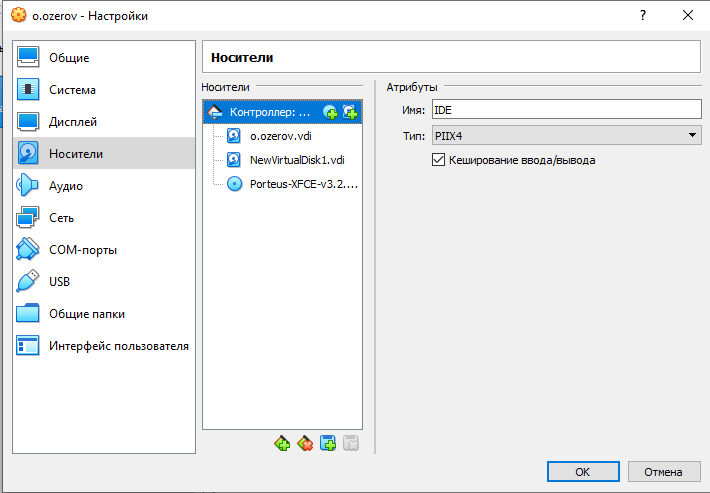 o.ozerov - Настройки
?
Общие
Система
Дисплей
Носители
Аудио
Сеть
COM-порты
USB
Общие папки
Интерфейс пользователя
Носители
Носители
Контроллер: ...
o.ozerov.vdi
NewVirtualDisk1.vdi
Porteus-XFCE-v3.2....
Атрибуты
Имя: IDE
Тип: PIIX4
Кеширование ввода/вывода
OK
Отмена